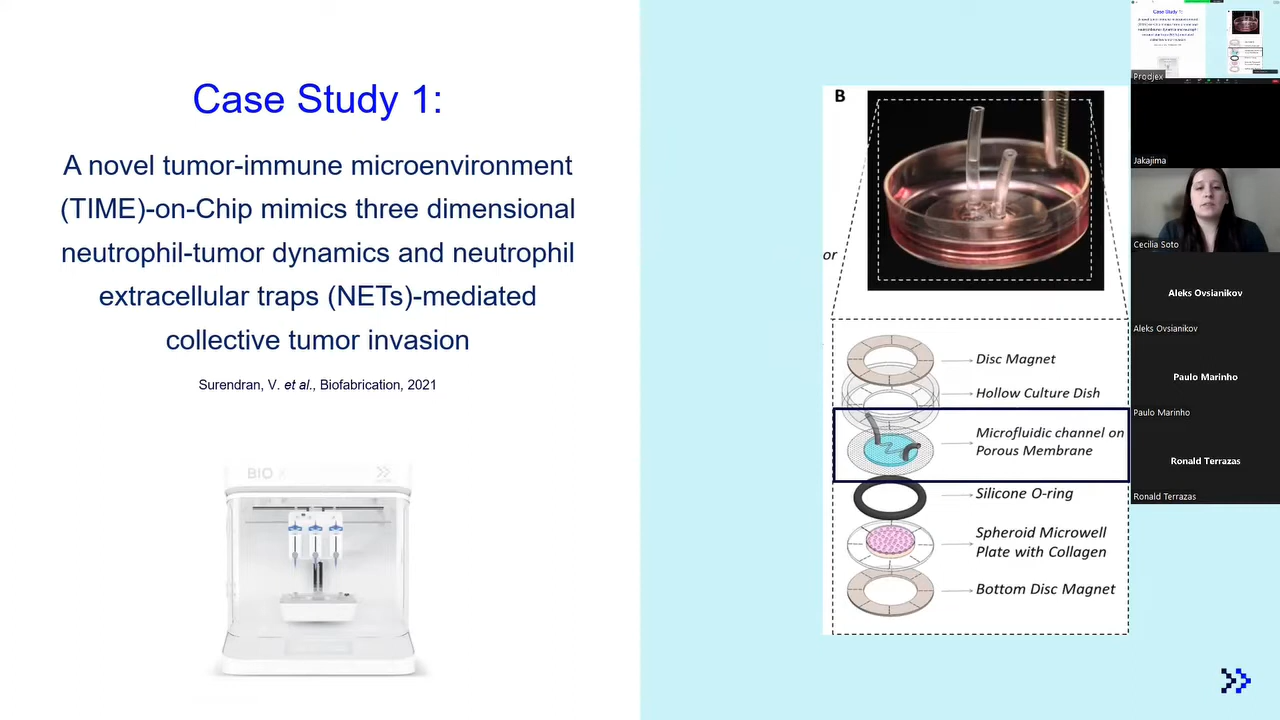 Case Study 1:
A novel tumor-immune microenvironment
(TIME)-on-Chip mimics three dimensional
neutrophil-tumor dynamics and neutrophil
extracellular traps (NETs)-mediated
collective tumor invasion
Surendran, V. et al., Biofabrication, 2021
BIO
B
or
Disc Magnet
Hollow Culture Dish
Microfluidic channel on
Porous Membrane
Silicone O-ring
Spheroid Microwell
Plate with Collagen
Bottom Disc Magnet
Case Study 1:
Prodjex
Jakajima
Cecilia Soto
Aleks Ovsianikov
Aleks Ovsianikov
Paulo Marinho
Paulo Marinho
Ronald Terrazas
Ronald Terrazas